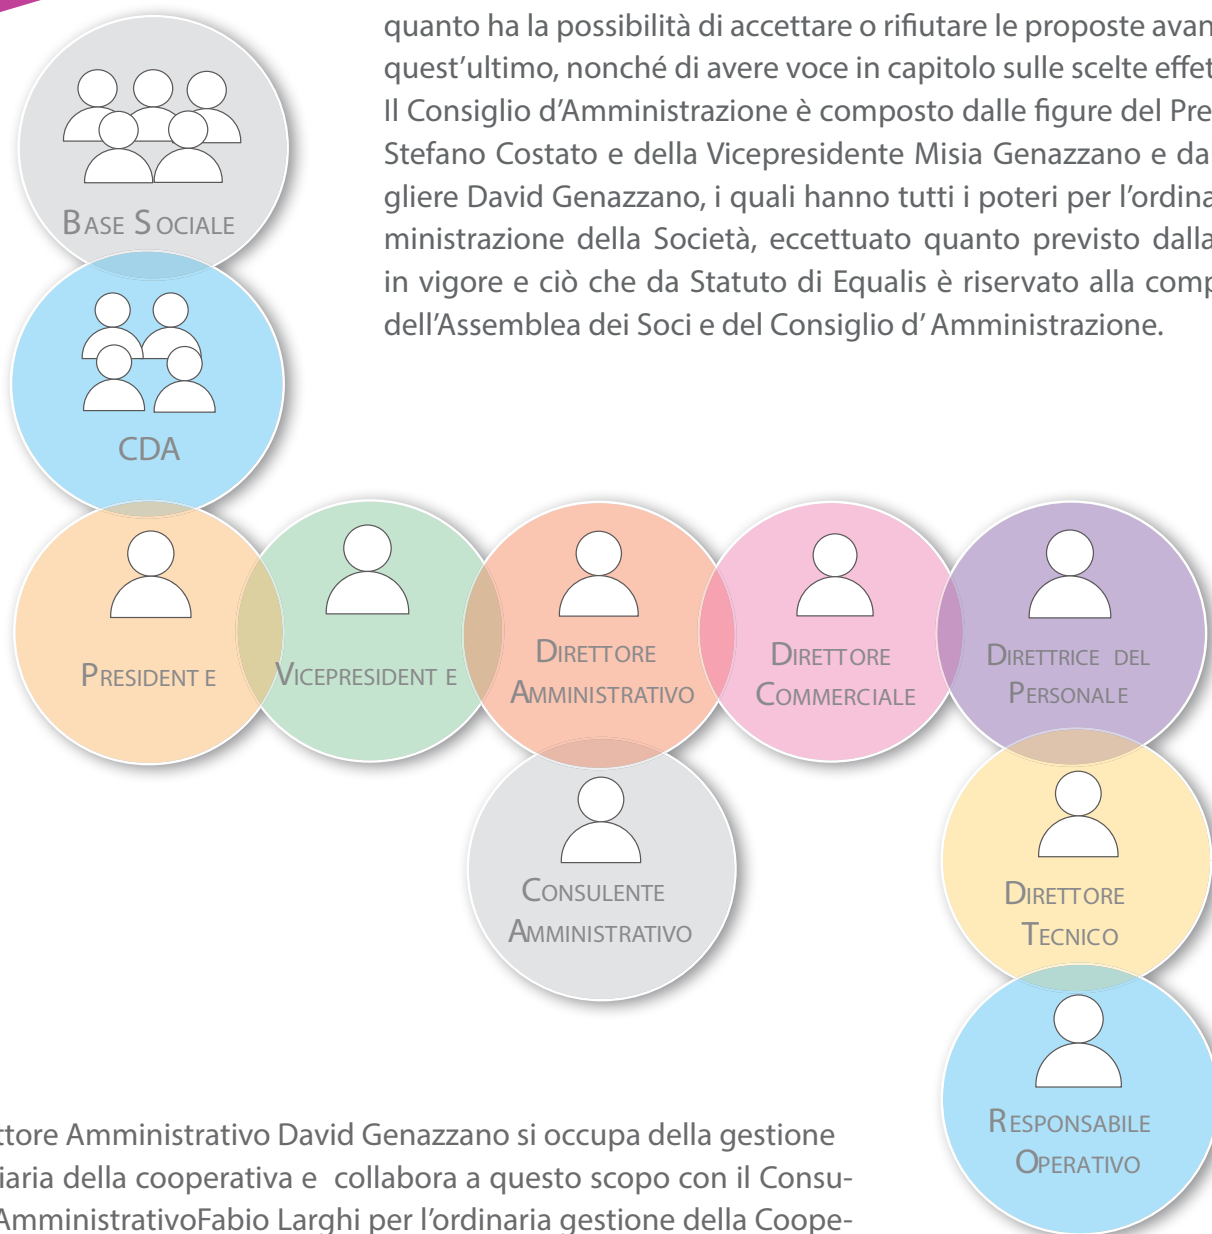 quanto ha la possibilità di accettare o rifiutare le proposte avan
quest'ultimo, nonché di avere voce in capitolo sulle scelte effet
Il Consiglio d'Amministrazione è composto dalle figure del Pre
Stefano Costato e della Vicepresidente Misia Genazzano e da
gliere David Genazzano, i quali hanno tutti i poteri per l'ordina
ministrazione della Società, eccettuato quanto previsto dalla
in vigore e ciò che da Statuto di Equalis è riservato alla comp
dell'Assemblea dei Soci e del Consiglio d'Amministrazione.
BASE SOCIALE
CDA
PRESIDENTE
VICEPRESIDENTE
DIRETTORE
AMMINISTRATIVO
DIRETTORE
COMMERCIALE
DIRETTRICE DEL
PERSONALE
CONSULENTE
AMMINISTRATIVO
DIRETTORE
TECNICO
RESPONSABILE
OPERATIVO
ttore Amministrativo David Genazzano si occupa della gestione
iaria della cooperativa e collabora a questo scopo con il Consu-
AmministrativoFabio Larghi per l'ordinaria gestione della Coope-